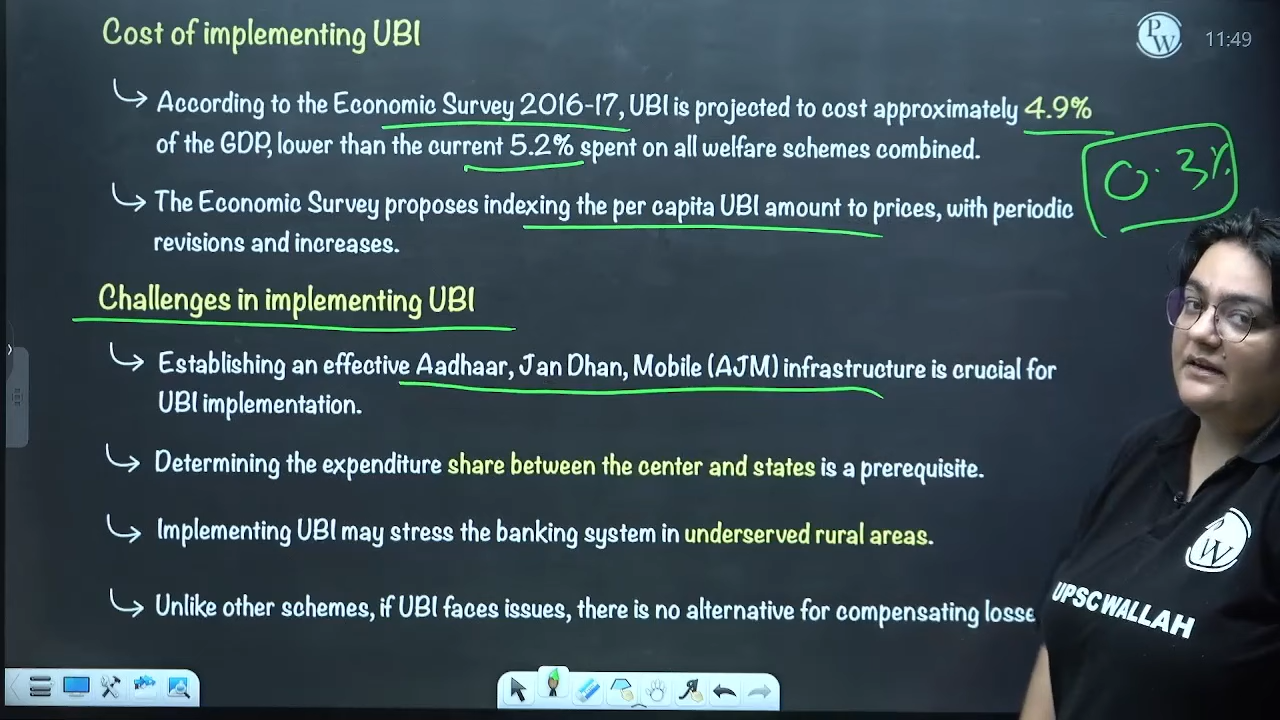 Cost of implementing UBI
PW
11:49
According to the Economic Survey 2016-17, UBI is projected to cost approximately 4.9%
of the GDP, lower than the current 5.2% spent on all welfare schemes combined.
0.3%
The Economic Survey proposes indexing the per capita UBI amount to prices, with periodic
revisions and increases.
Challenges in implementing UBI
Establishing an effective Aadhaar, Jan Dhan, Mobile (AJM) infrastructure is crucial for
UBI implementation.
Determining the expenditure share between the center and states is a prerequisite.
Implementing UBI may stress the banking system in underserved rural areas.
Unlike other schemes, if UBI faces issues, there is no alternative for compensating losse
W
UPSC WALLAH